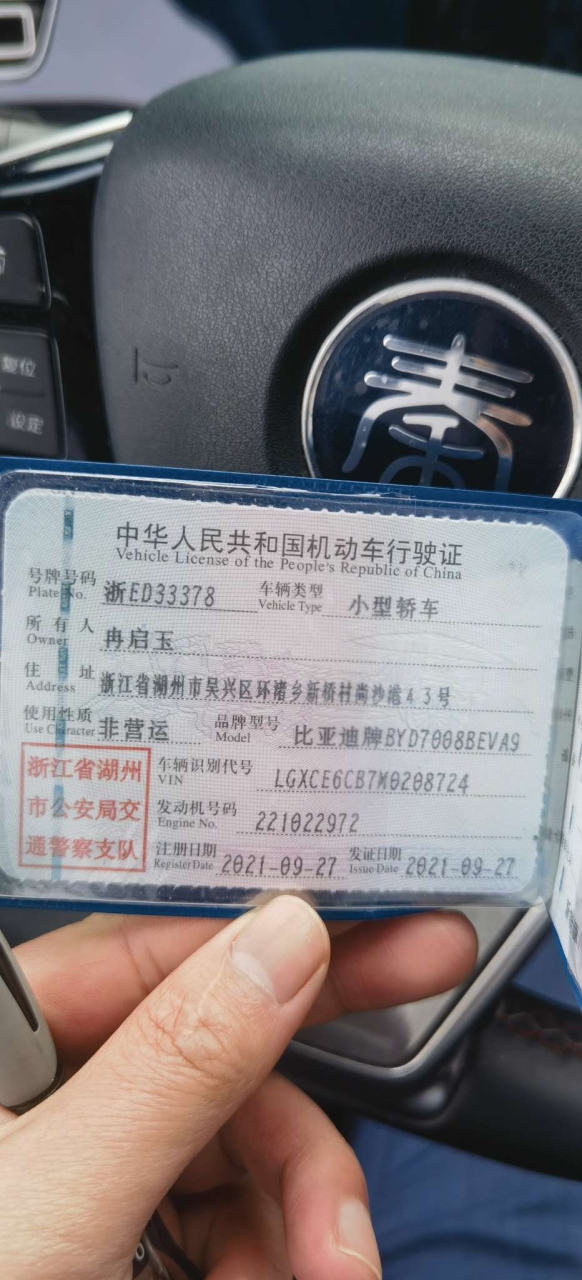 复位
设定
秦
中华人民共和国机动车行驶证
Vehicle License of the People's Republic of China
号牌号码 Plate No. 浙ED33378 车辆类型 Vehicle Type 小型轿车
所有人 Owner 冉启玉
住址 Address 浙江省湖州市吴兴区环渚乡新桥村尚沙港43号
使用性质 Use Character 非营运 品牌型号 Model 比亚迪牌BYD7008BEVA9
浙江省湖州
市公安局交
通警察支队
车辆识别代号 VIN LGXCE6CB7M0208724
发动机号码 Engine No. 221022972
注册日期 Register Date 2021-09-27 发证日期 Issue Date 2021-09-27